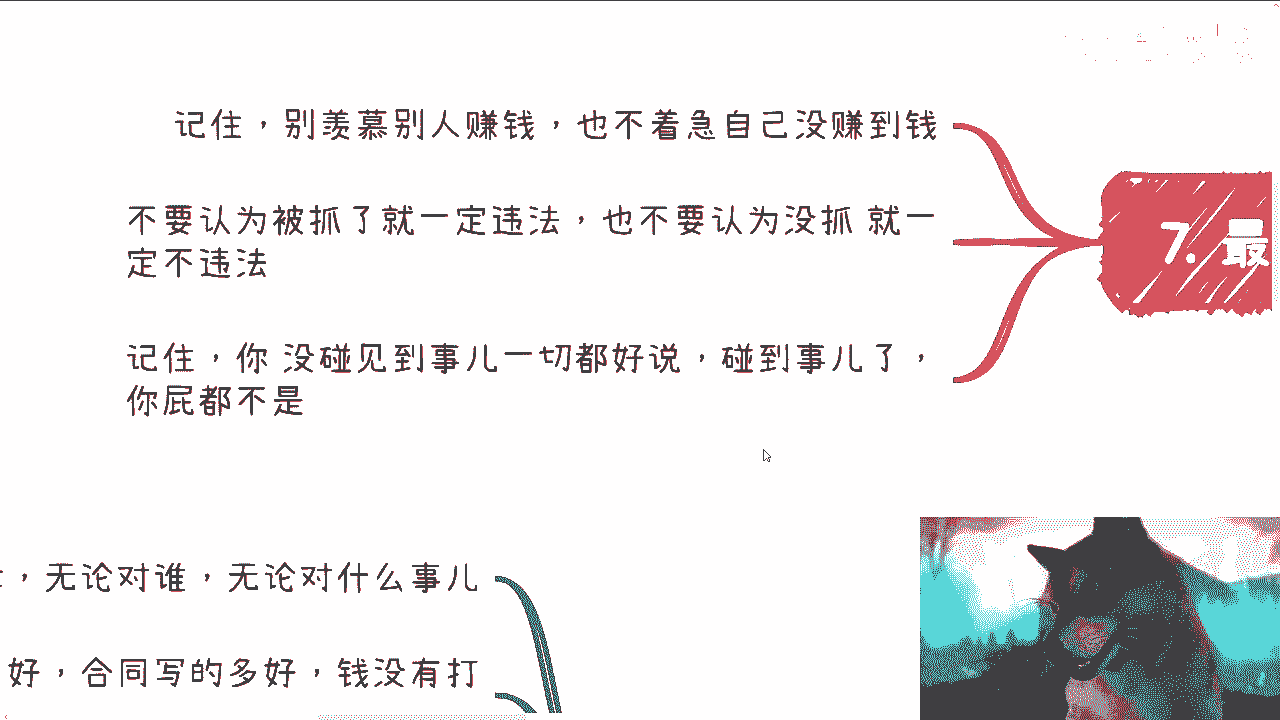 记住，别羡慕别人赚钱，也不着急自己没赚到钱
不要认为被抓了就一定违法，也不要认为没抓 就一
定不违法
7. 最
记住，你 没碰见到事儿一切都好说，碰到事儿了，
你屁都不是
，无论对谁，无论对什么事儿
好，合同写的多好，钱没有打